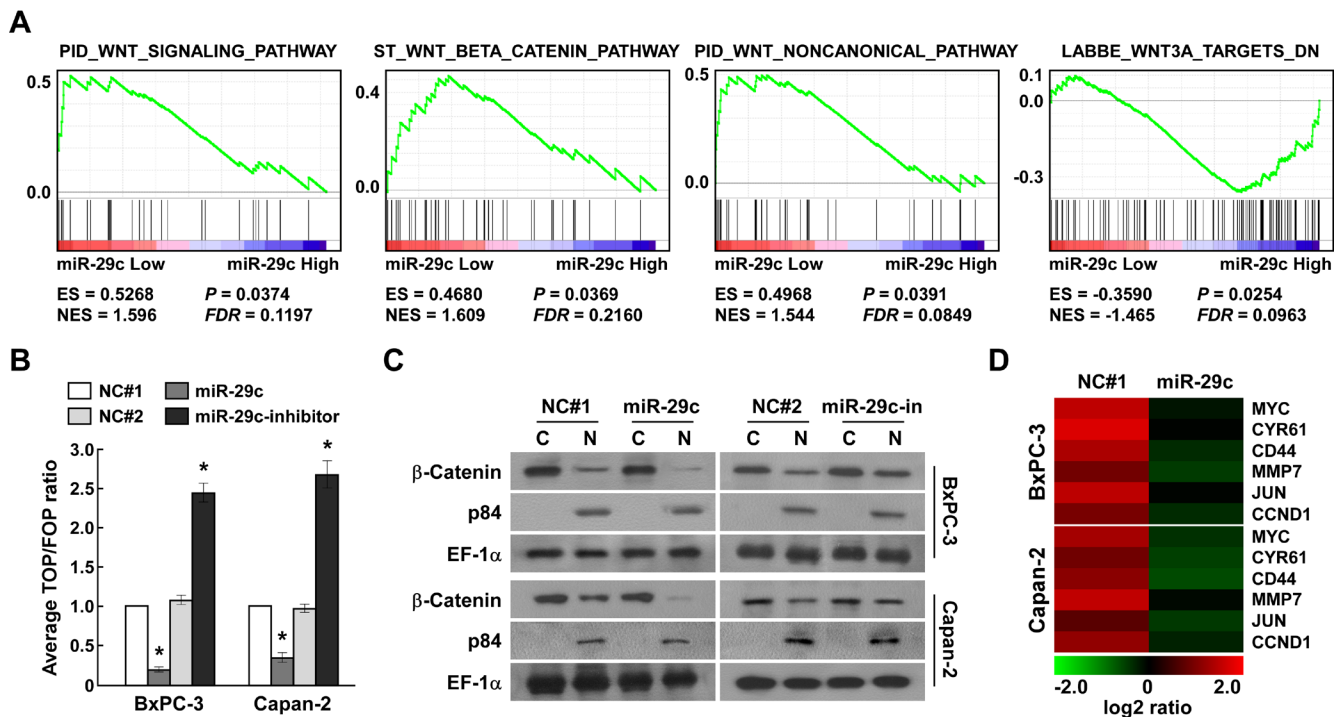 A
PID_WNT_SIGNALING_PATHWAY
0.5
0.0
miR-29c Low miR-29c High
ES = 0.5268 P = 0.0374
NES = 1.596 FDR = 0.1197
ST_WNT_BETA_CATENIN_PATHWAY
0.4
0.0
miR-29c Low miR-29c High
ES = 0.4680 P = 0.0369
NES = 1.609 FDR = 0.2160
PID_WNT_NONCANONICAL_PATHWAY
0.5
0.0
miR-29c Low miR-29c High
ES = 0.4968 P = 0.0391
NES = 1.544 FDR = 0.0849
LABBE_WNT3A_TARGETS_DN
0.1
0.0
-0.3
miR-29c Low miR-29c High
ES = -0.3590 P = 0.0254
NES = -1.465 FDR = 0.0963
B
NC#1 miR-29c
NC#2 miR-29c-inhibitor
Average TOP/FOP ratio
3.0
2.5
2.0
1.5
1.0
0.5
0
* * * *
BxPC-3 Capan-2
C
NC#1 miR-29c NC#2 miR-29c-in
C N C N C N C N
β-Catenin
p84
EF-1α
BxPC-3
β-Catenin
p84
EF-1α
Capan-2
D
NC#1 miR-29c
BxPC-3
MYC
CYR61
CD44
MMP7
JUN
CCND1
Capan-2
MYC
CYR61
CD44
MMP7
JUN
CCND1
-2.0 0 2.0
log2 ratio